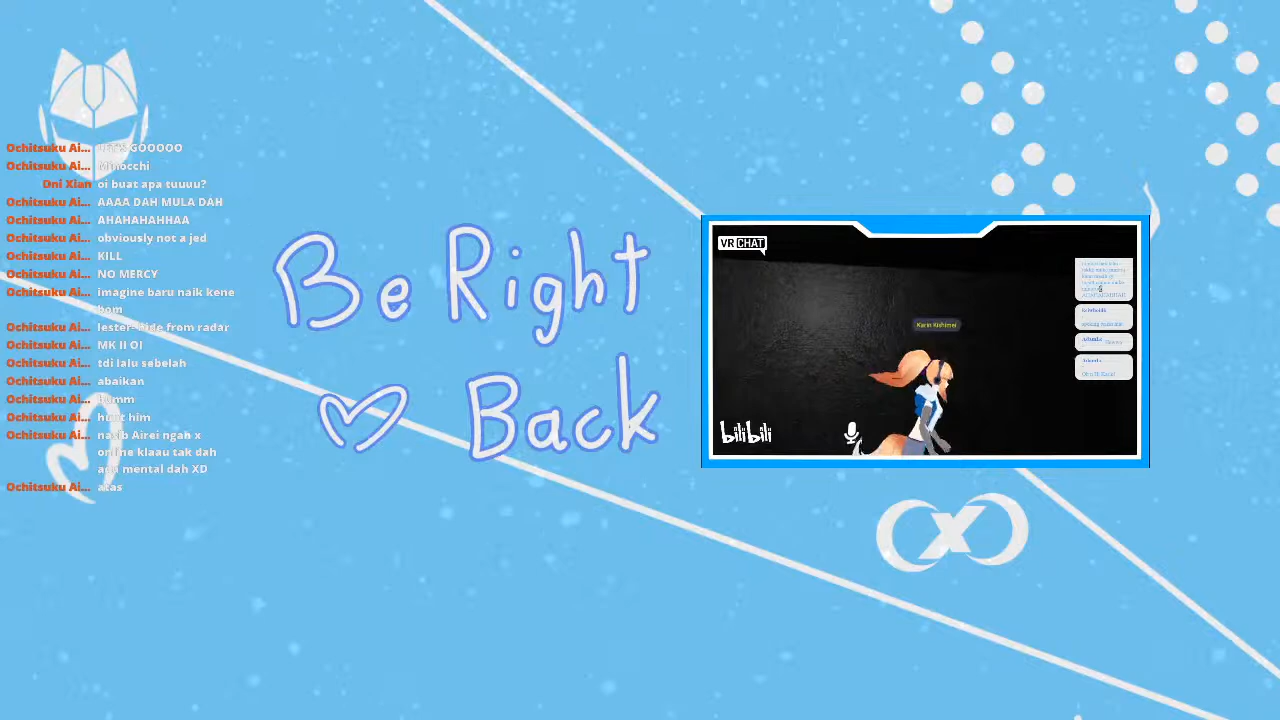 Ochitsuku Ai... LET'S GOOOOO
Ochitsuku Ai... Minocchi
Oni Xian oi buat apa tuuuu?
Ochitsuku Ai... AAAA DAH MULA DAH
Ochitsuku Ai... AHAHAHAHHAA
Ochitsuku Ai... obviously not a jed
Ochitsuku Ai... KILL
Ochitsuku Ai... NO MERCY
Ochitsuku Ai... imagine baru naik kene
bom
Ochitsuku Ai... lester- hide from radar
Ochitsuku Ai... MK II OI
Ochitsuku Ai... tdi lalu sebelah
Ochitsuku Ai... abaikan
Ochitsuku Ai...
Ochitsuku Ai... hunt him
Ochitsuku Ai... nasib Airei ngah x
online klaau tak dah
ada mental dah XD
Ochitsuku Ai... atas
Be Right
Back
VRCHAT
Karin Kishimei
bilibili